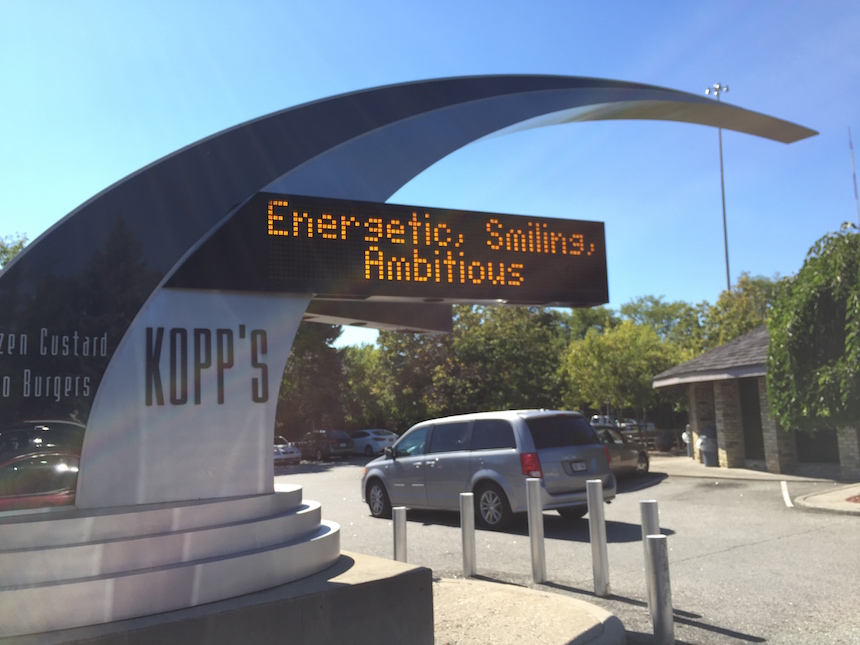 Energetic, Smiling,
Ambitious
KOPP'S
zen Custard
o Burgers